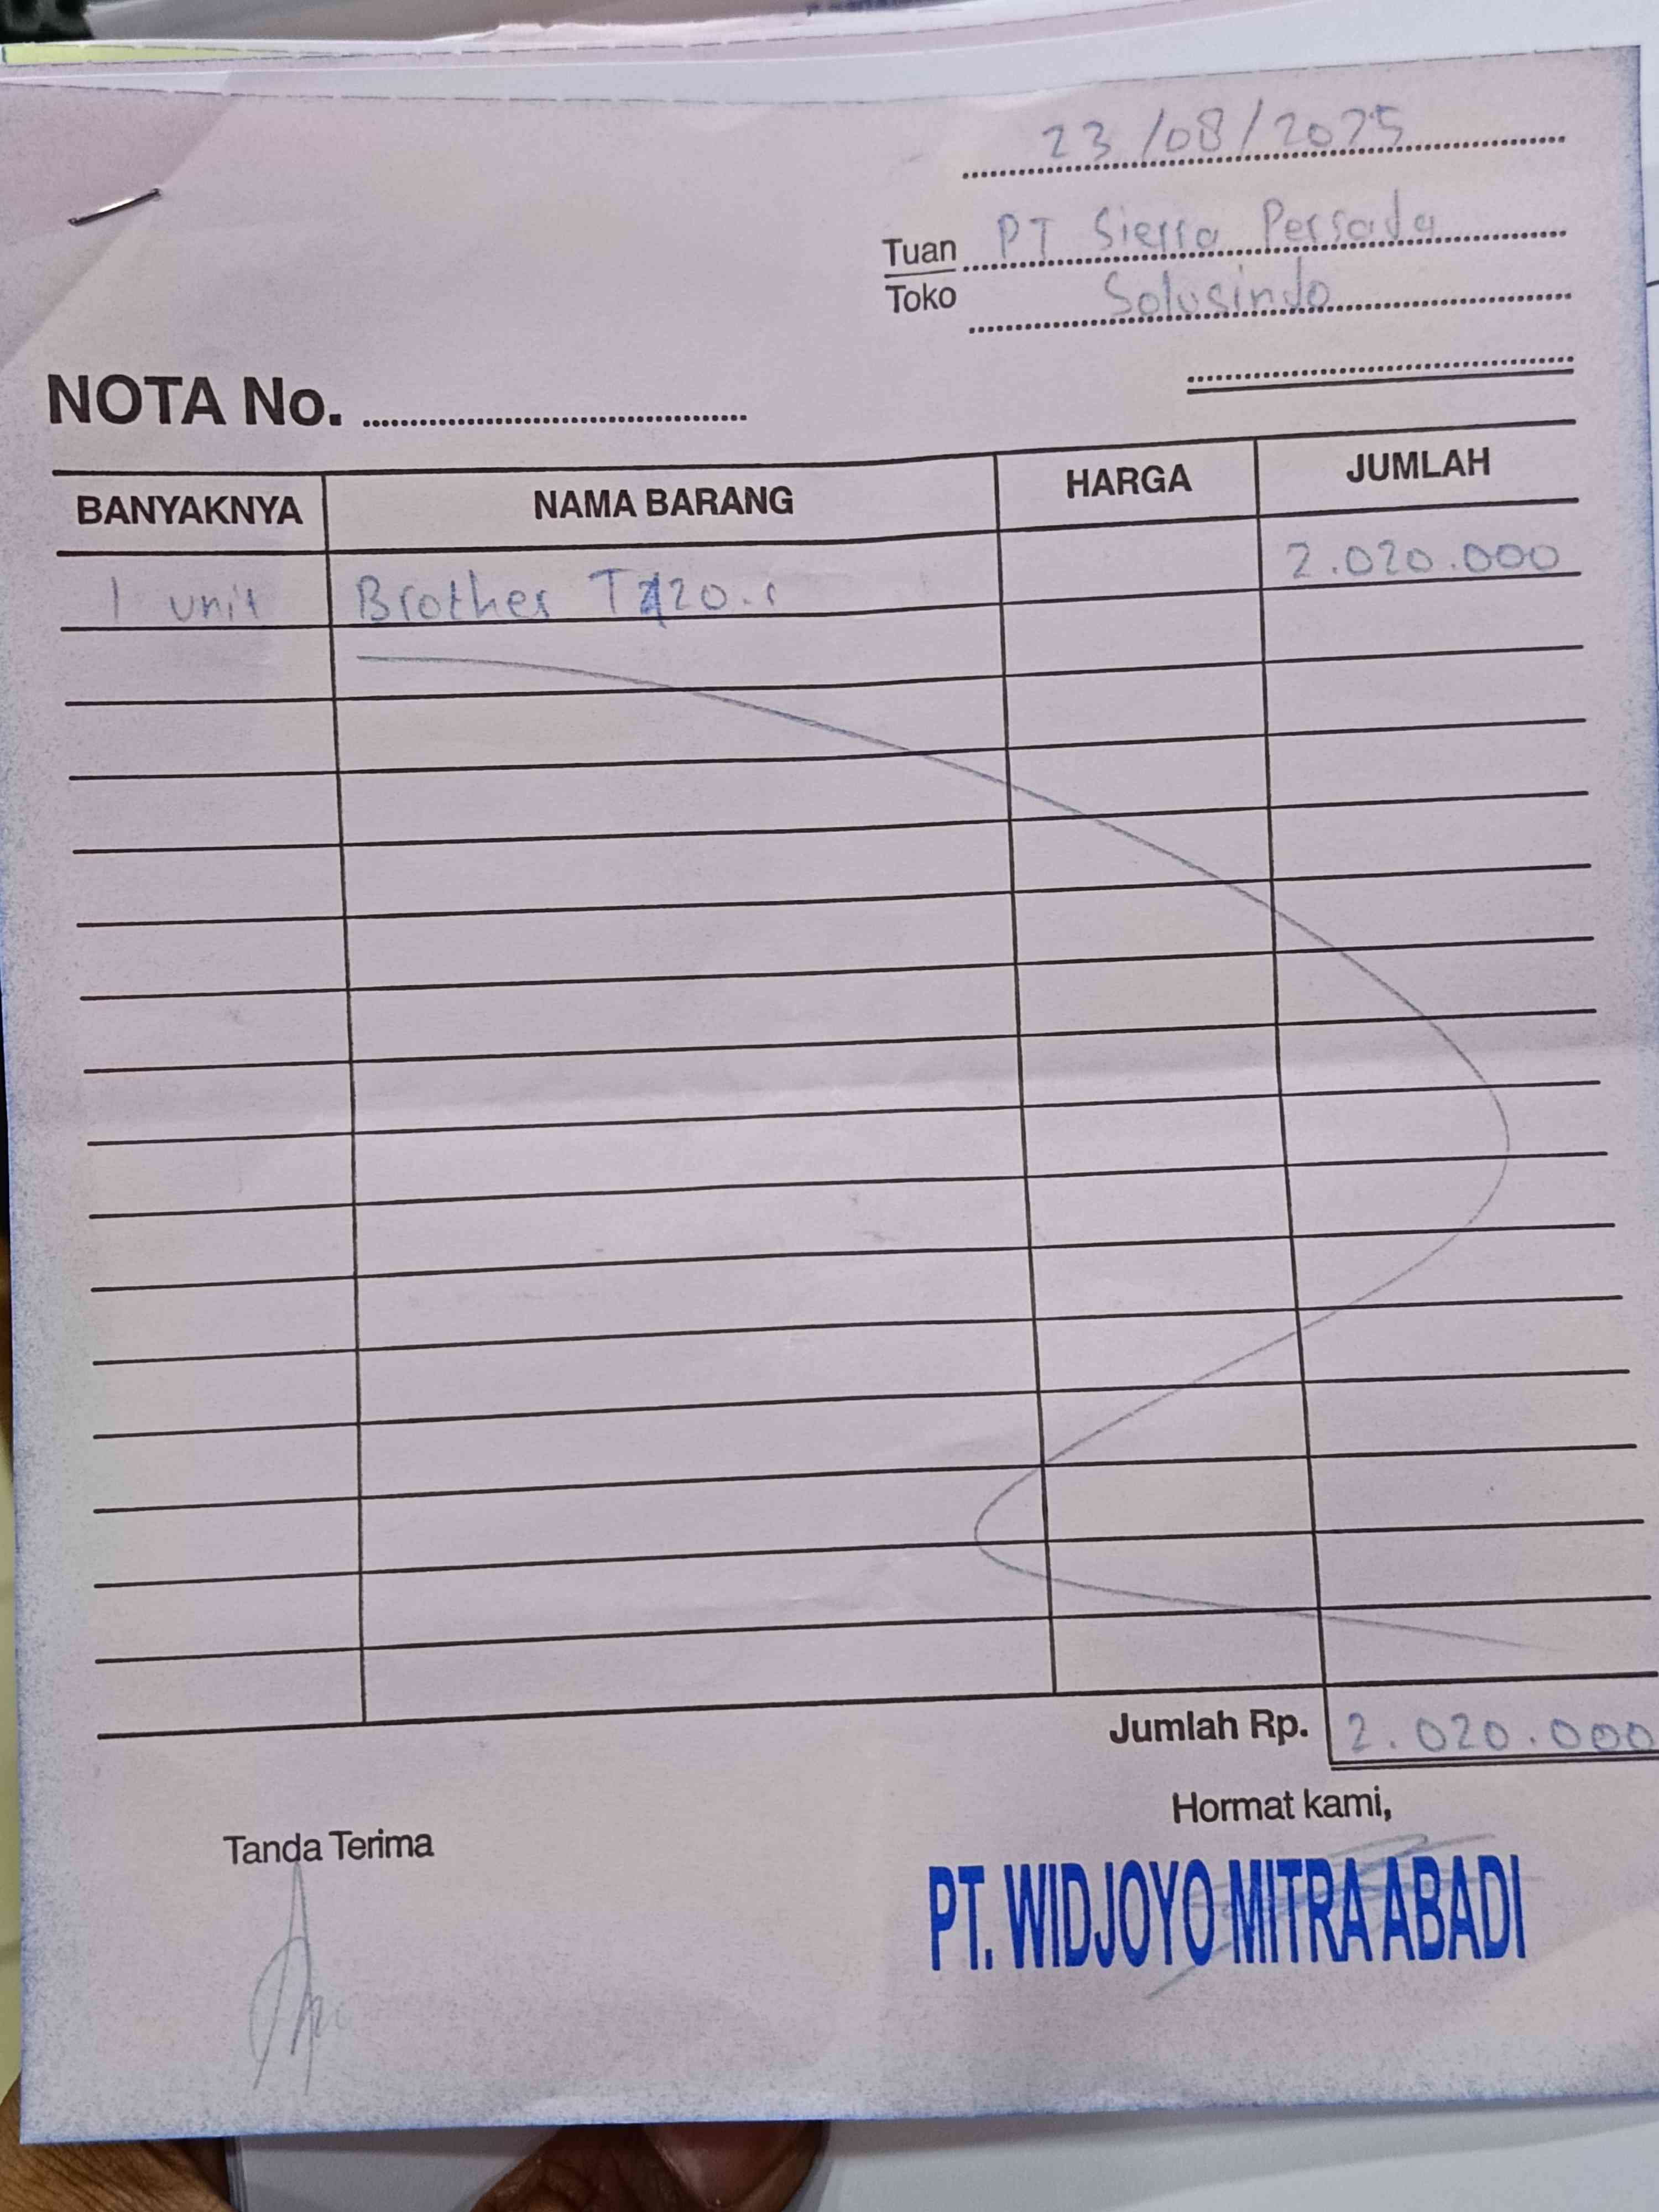 23/08/2025
Tuan PT Sierra Persada
Toko Solusindo
NOTA No.
BANYAKNYA NAMA BARANG HARGA JUMLAH
1 unit Brother 2.020.000
Jumlah Rp. 2.020.000
Hormat kami,
Tanda Terima
PT. WIDJOYO MITRA ABADI